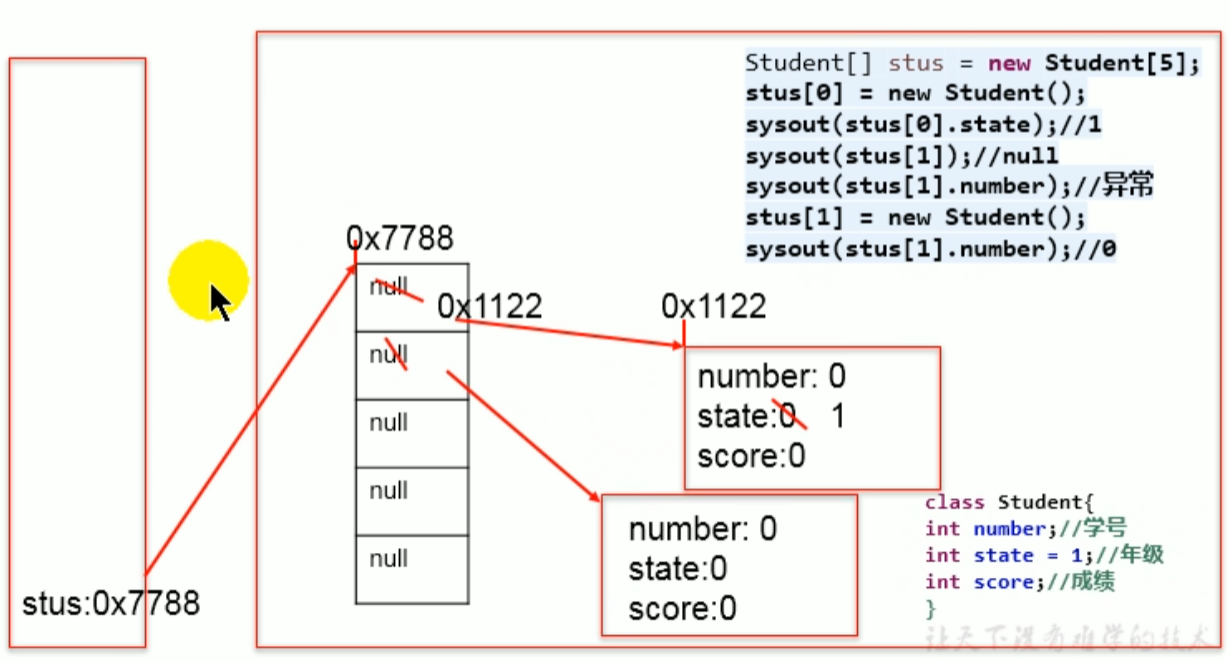 Student[] stus = new Student[5];
stus[0] = new Student();
sysout(stus[0].state);//1
sysout(stus[1]);//null
sysout(stus[1].number);//异常
stus[1] = new Student();
sysout(stus[1].number);//0
0x7788
null
0x1122
0x1122
null
null
null
null
number: 0
state:0 1
score:0
number: 0
state:0
score:0
class Student{
int number;//学号
int state = 1;//年级
int score;//成绩
}
stus:0x7788
让天下没有难学的技术